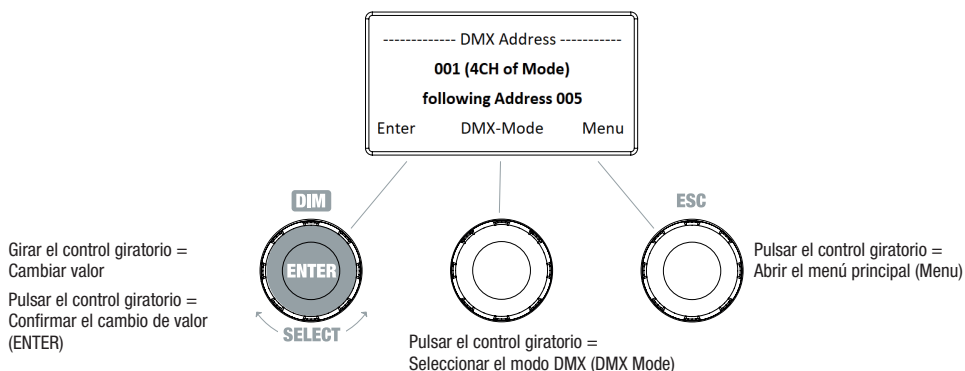 ------------- DMX Address -----------
001 (4CH of Mode)
following Address 005
Enter DMX-Mode Menu
DIM
ESC
ENTER
SELECT
Girar el control giratorio =
Cambiar valor
Pulsar el control giratorio =
Confirmar el cambio de valor
(ENTER)
Pulsar el control giratorio =
Seleccionar el modo DMX (DMX Mode)
Pulsar el control giratorio =
Abrir el menú principal (Menu)